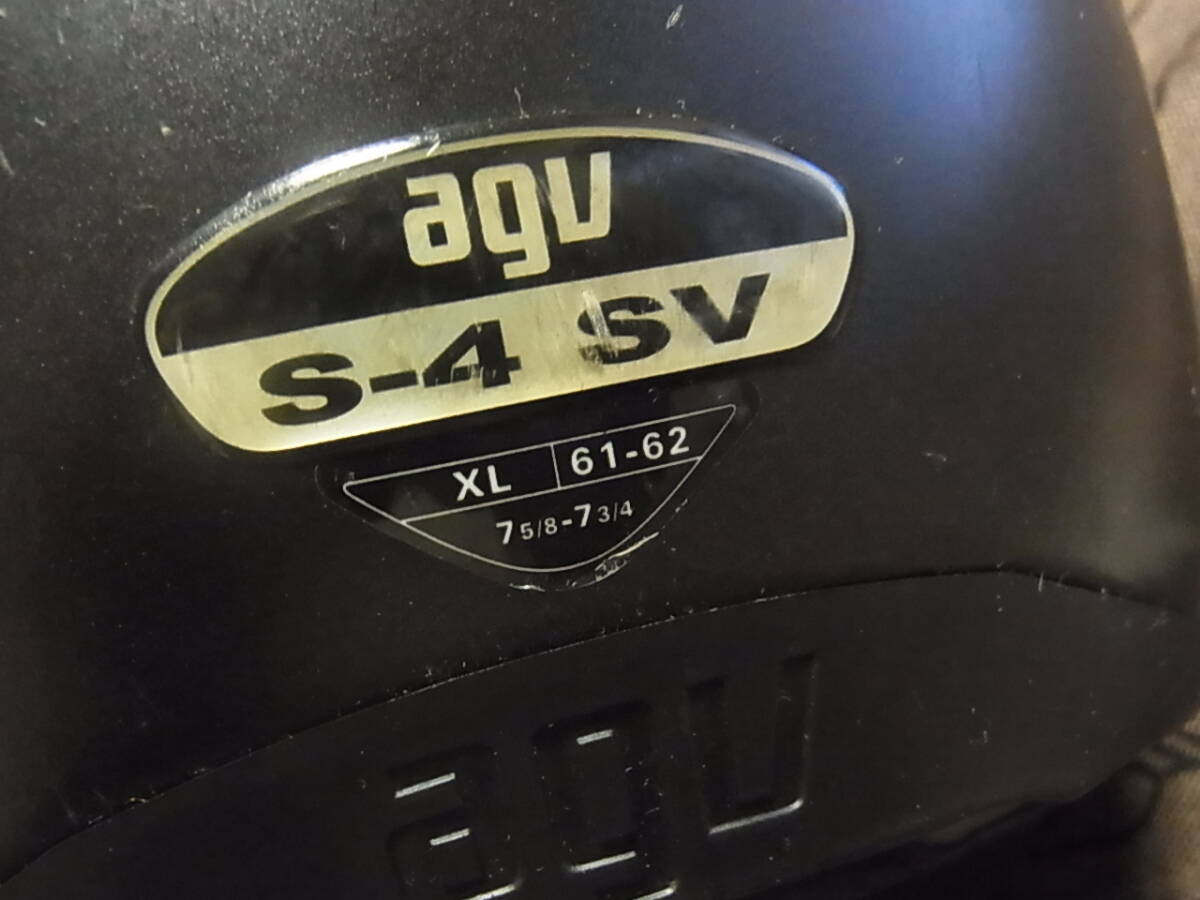 agv
S-4 SV
XL 61-62
7 5/8-7 3/4
agv